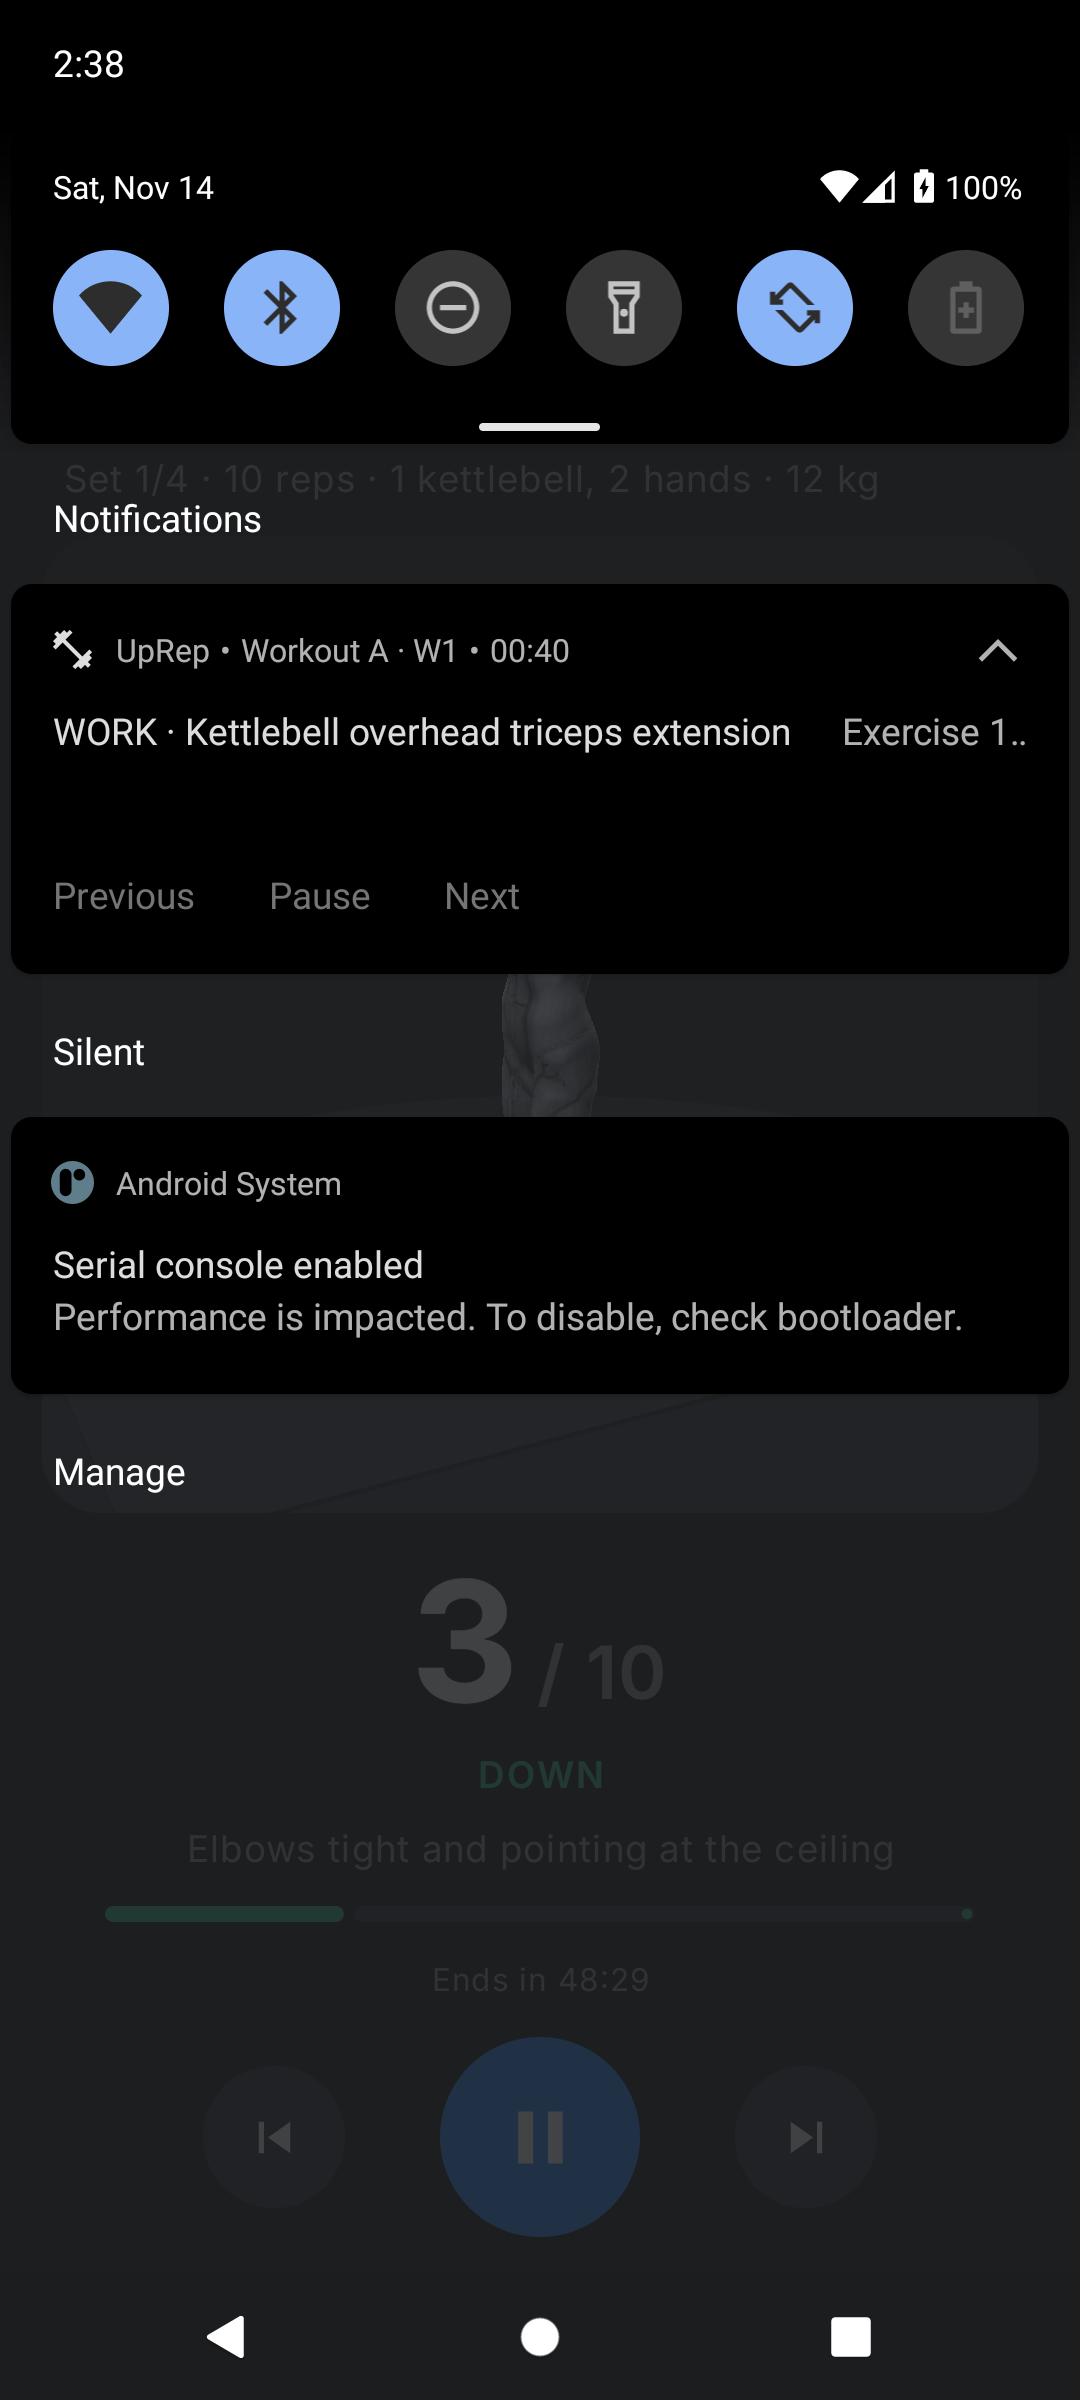 2:38
Sat, Nov 14
100%
Set 1/4 · 10 reps · 1 kettlebell, 2 hands · 12 kg
Notifications
UpRep • Workout A · W1 • 00:40
WORK · Kettlebell overhead triceps extension Exercise 1..
Previous Pause Next
Silent
Android System
Serial console enabled
Performance is impacted. To disable, check bootloader.
Manage
3 / 10
DOWN
Elbows tight and pointing at the ceiling
Ends in 48:29